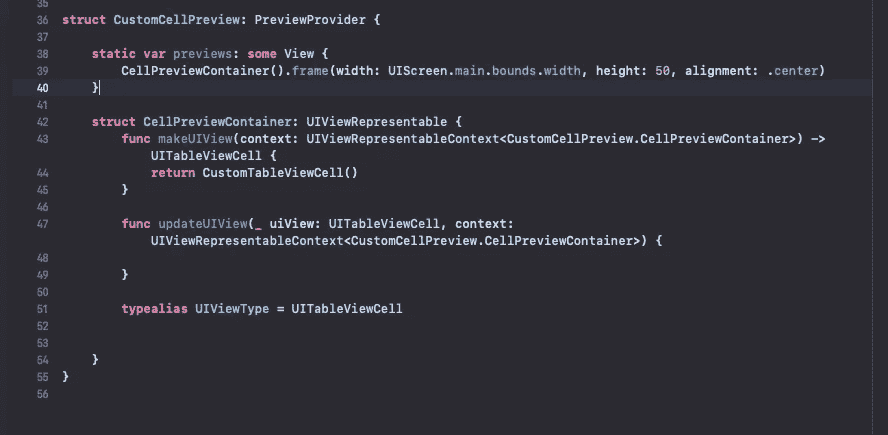 35
36 struct CustomCellPreview: PreviewProvider {
37
38 static var previews: some View {
39 CellPreviewContainer().frame(width: UIScreen.main.bounds.width, height: 50, alignment: .center)
40 }
41
42 struct CellPreviewContainer: UIViewRepresentable {
43 func makeUIView(context: UIViewRepresentableContext<CustomCellPreview.CellPreviewContainer>) ->
UITableViewCell {
44 return CustomTableViewCell()
45 }
46
47 func updateUIView(_ uiView: UITableViewCell, context:
UIViewRepresentableContext<CustomCellPreview.CellPreviewContainer>) {
48
49 }
50
51 typealias UIViewType = UITableViewCell
52
53
54 }
55 }
56